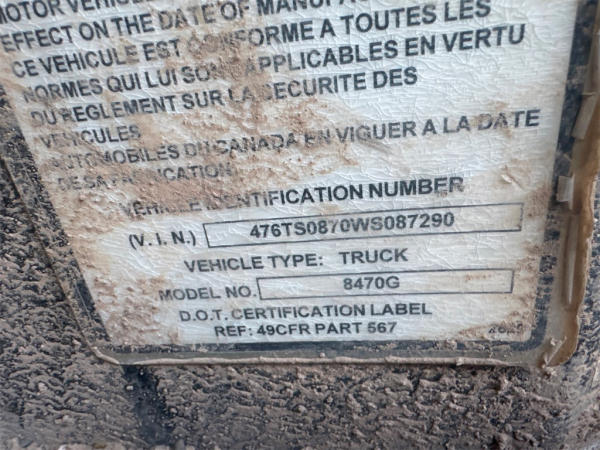 MOTOR VEHICLE
EFFECT ON THE DATE OF MANUFA
CE VEHICULE EST CONFORME A TOUTES LES
NORMES QUI LUI SONT APPLICABLES EN VERTU
DU REGLEMENT SUR LA SECURITE DES
VEHICULES
AUTOMOBILES DU CANADA EN VIGUER A LA DATE
DE SA FABRICATION
VEHICLE IDENTIFICATION NUMBER
(V.I.N.) 476TS0870WS087290
VEHICLE TYPE: TRUCK
MODEL NO. 8470G
D.O.T. CERTIFICATION LABEL
REF: 49CFR PART 567